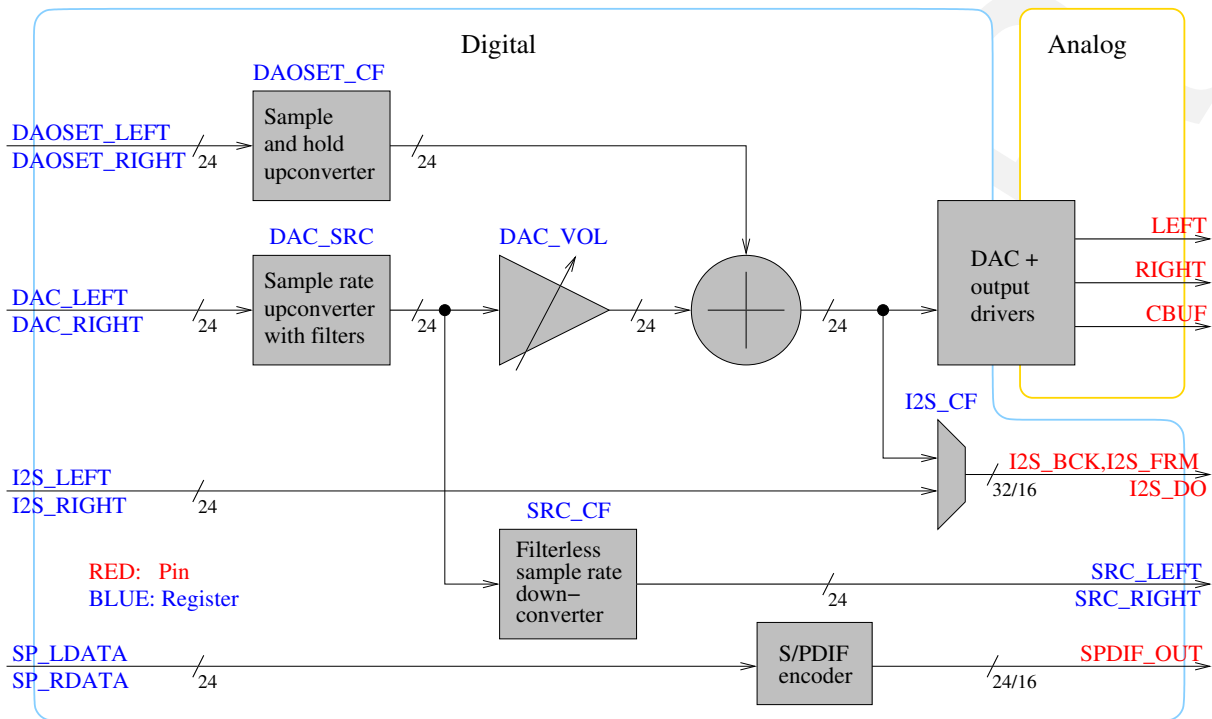 Digital
Analog
DAOSET_CF
DAOSET_LEFT
DAOSET_RIGHT
24
Sample
and hold
upconverter
24
DAC_SRC
DAC_LEFT
DAC_RIGHT
24
Sample rate
upconverter
with filters
24
DAC_VOL
24
24
DAC +
output
drivers
LEFT
RIGHT
CBUF
I2S_CF
I2S_LEFT
I2S_RIGHT
24
32/16
I2S_BCK,I2S_FRM
I2S_DO
SRC_CF
Filterless
sample rate
down-
converter
24
SRC_LEFT
SRC_RIGHT
RED: Pin
BLUE: Register
SP_LDATA
SP_RDATA
24
S/PDIF
encoder
24/16
SPDIF_OUT